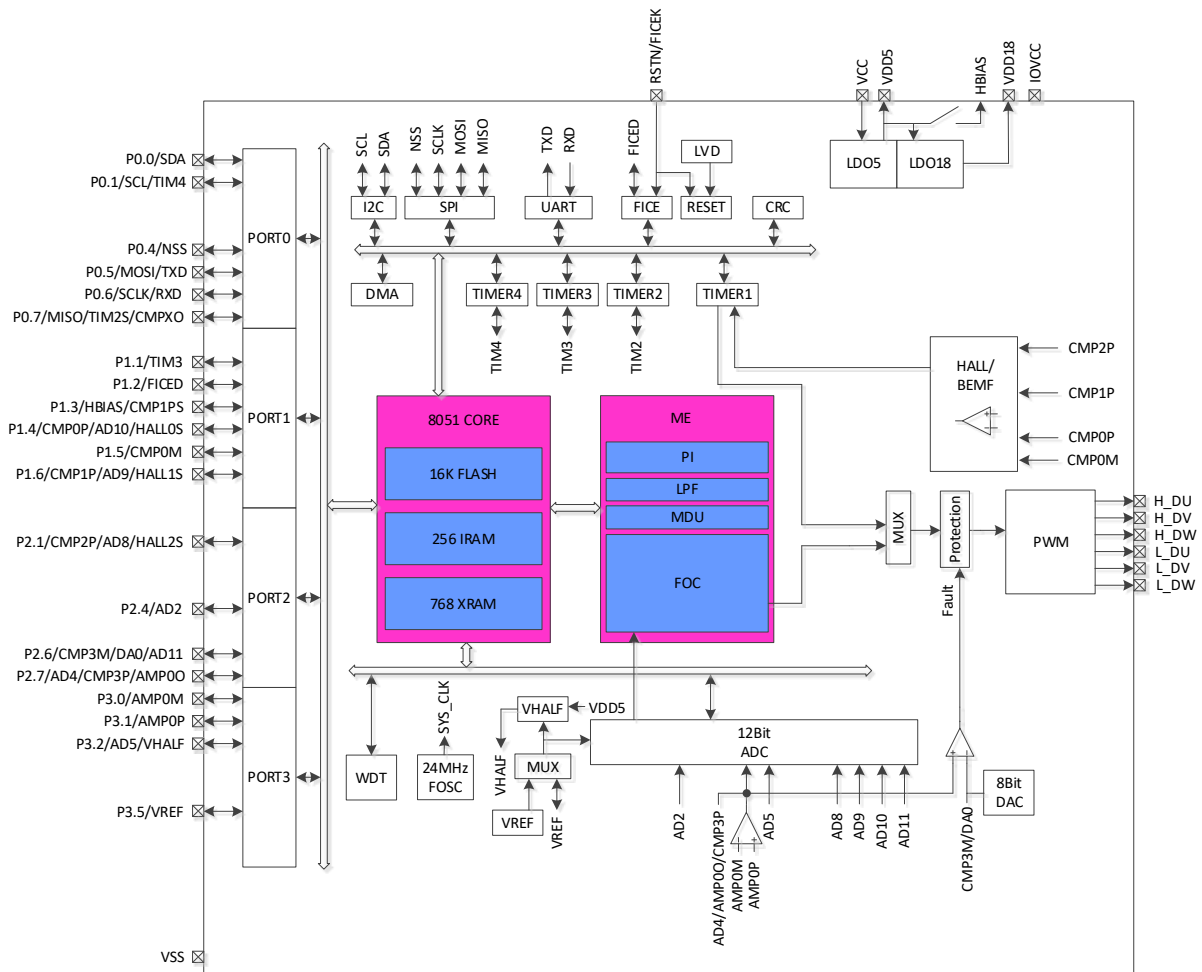 RSTN/FICEK
VCC
VDD5
HBIAS
VDD18
IOVCC
LDO5
LDO18
P0.0/SDA
P0.1/SCL/TIM4
P0.4/NSS
P0.5/MOSI/TXD
P0.6/SCLK/RXD
P0.7/MISO/TIM2S/CMPXO
P1.1/TIM3
P1.2/FICED
P1.3/HBIAS/CMP1PS
P1.4/CMP0P/AD10/HALL0S
P1.5/CMP0M
P1.6/CMP1P/AD9/HALL1S
P2.1/CMP2P/AD8/HALL2S
P2.4/AD2
P2.6/CMP3M/DA0/AD11
P2.7/AD4/CMP3P/AMP0O
P3.0/AMP0M
P3.1/AMP0P
P3.2/AD5/VHALF
P3.5/VREF
VSS
PORT0
PORT1
PORT2
PORT3
SCL
SDA
NSS
SCLK
MOSI
MISO
TXD
RXD
FICED
LVD
I2C
SPI
UART
FICE
RESET
CRC
DMA
TIMER4
TIMER3
TIMER2
TIMER1
TIM4
TIM3
TIM2
8051 CORE
16K FLASH
256 IRAM
768 XRAM
ME
PI
LPF
MDU
FOC
HALL/
BEMF
CMP2P
CMP1P
CMP0P
CMP0M
MUX
Protection
Fault
PWM
H_DU
H_DV
H_DW
L_DU
L_DV
L_DW
WDT
SYS_CLK
24MHz
FOSC
VHALF
VDD5
VHALF
MUX
VREF
VREF
12Bit
ADC
AD2
AD4/AMP0O/CMP3P
AMP0M
AMP0P
AD5
AD8
AD9
AD10
AD11
CMP3M/DA0
8Bit
DAC